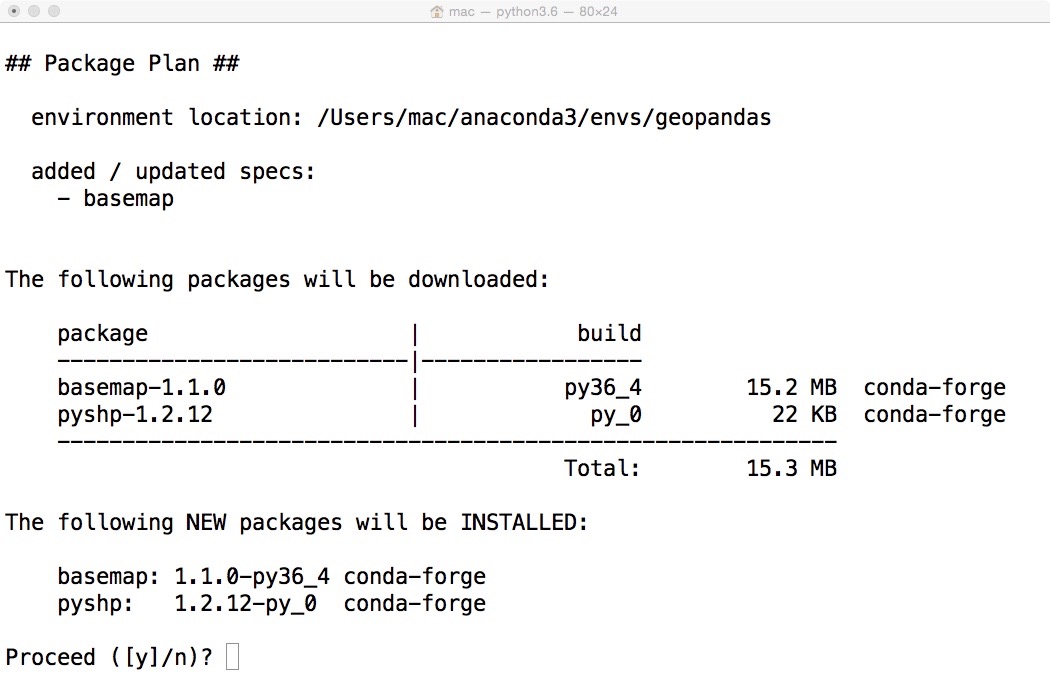 mac — python3.6 — 80×24
## Package Plan ##
environment location: /Users/mac/anaconda3/envs/geopandas
added / updated specs:
- basemap
The following packages will be downloaded:
package | build
---------------------------|-----------------
basemap-1.1.0 | py36_4 15.2 MB conda-forge
pyshp-1.2.12 | py_0 22 KB conda-forge
------------------------------------------------------------
Total: 15.3 MB
The following NEW packages will be INSTALLED:
basemap: 1.1.0-py36_4 conda-forge
pyshp: 1.2.12-py_0 conda-forge
Proceed ([y]/n)?